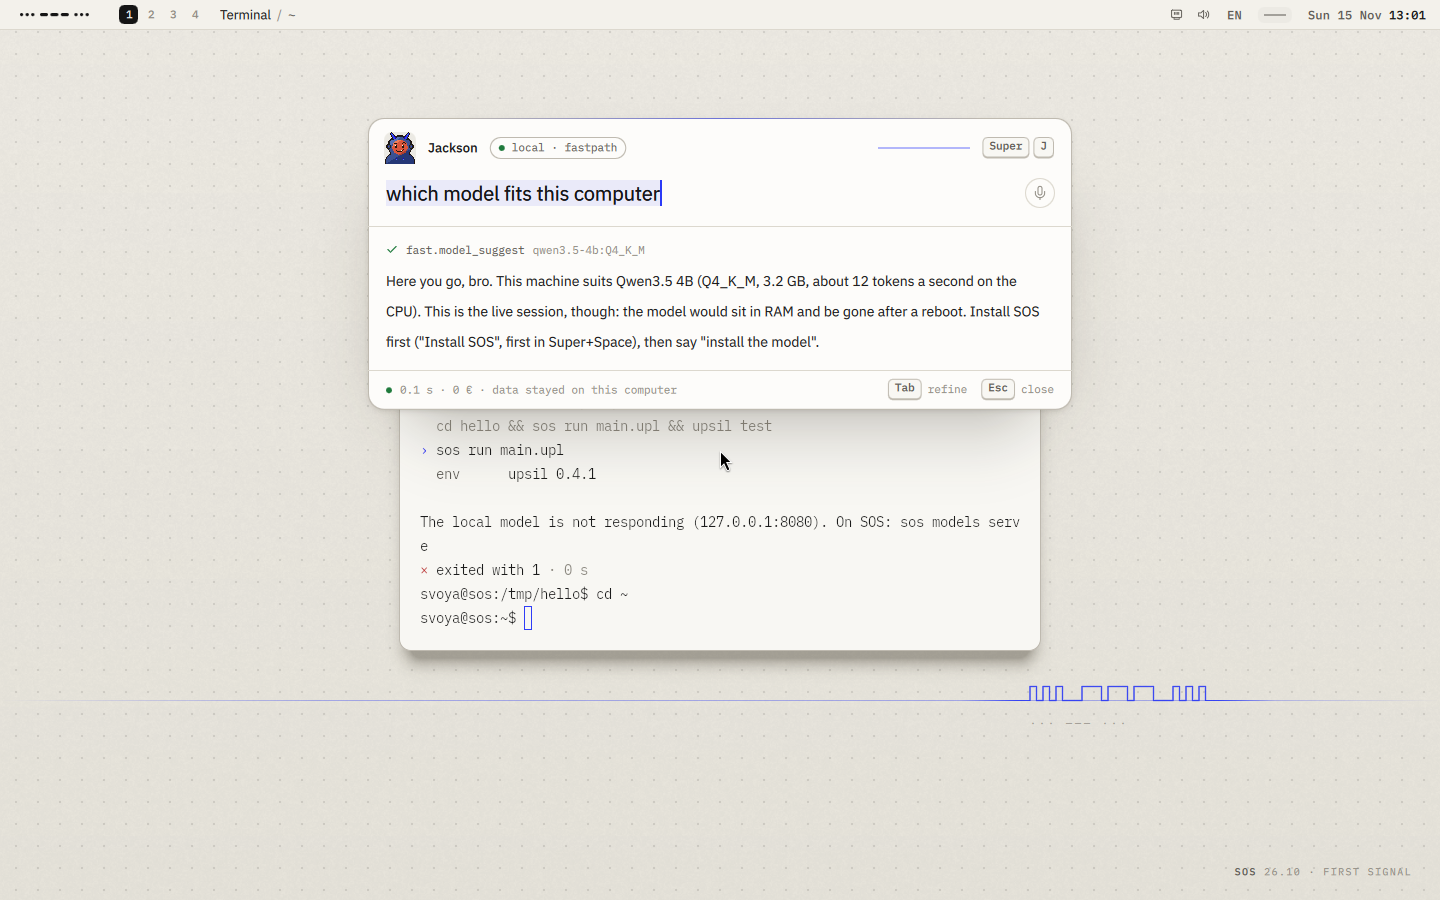 1 2 3 4 Terminal / ~ EN Sun 15 Nov 13:01
Jackson local · fastpath Super J
which model fits this computer
fast.model_suggest qwen3.5-4b:Q4_K_M
Here you go, bro. This machine suits Qwen3.5 4B (Q4_K_M, 3.2 GB, about 12 tokens a second on the
CPU). This is the live session, though: the model would sit in RAM and be gone after a reboot. Install SOS
first ("Install SOS", first in Super+Space), then say "install the model".
0.1 s · 0 € · data stayed on this computer Tab refine Esc close
cd hello && sos run main.upl && upsil test
› sos run main.upl
env upsil 0.4.1
The local model is not responding (127.0.0.1:8080). On SOS: sos models serv
e
× exited with 1 · 0 s
svoya@sos:/tmp/hello$ cd ~
svoya@sos:~$
··· ––– ···
SOS 26.10 · FIRST SIGNAL